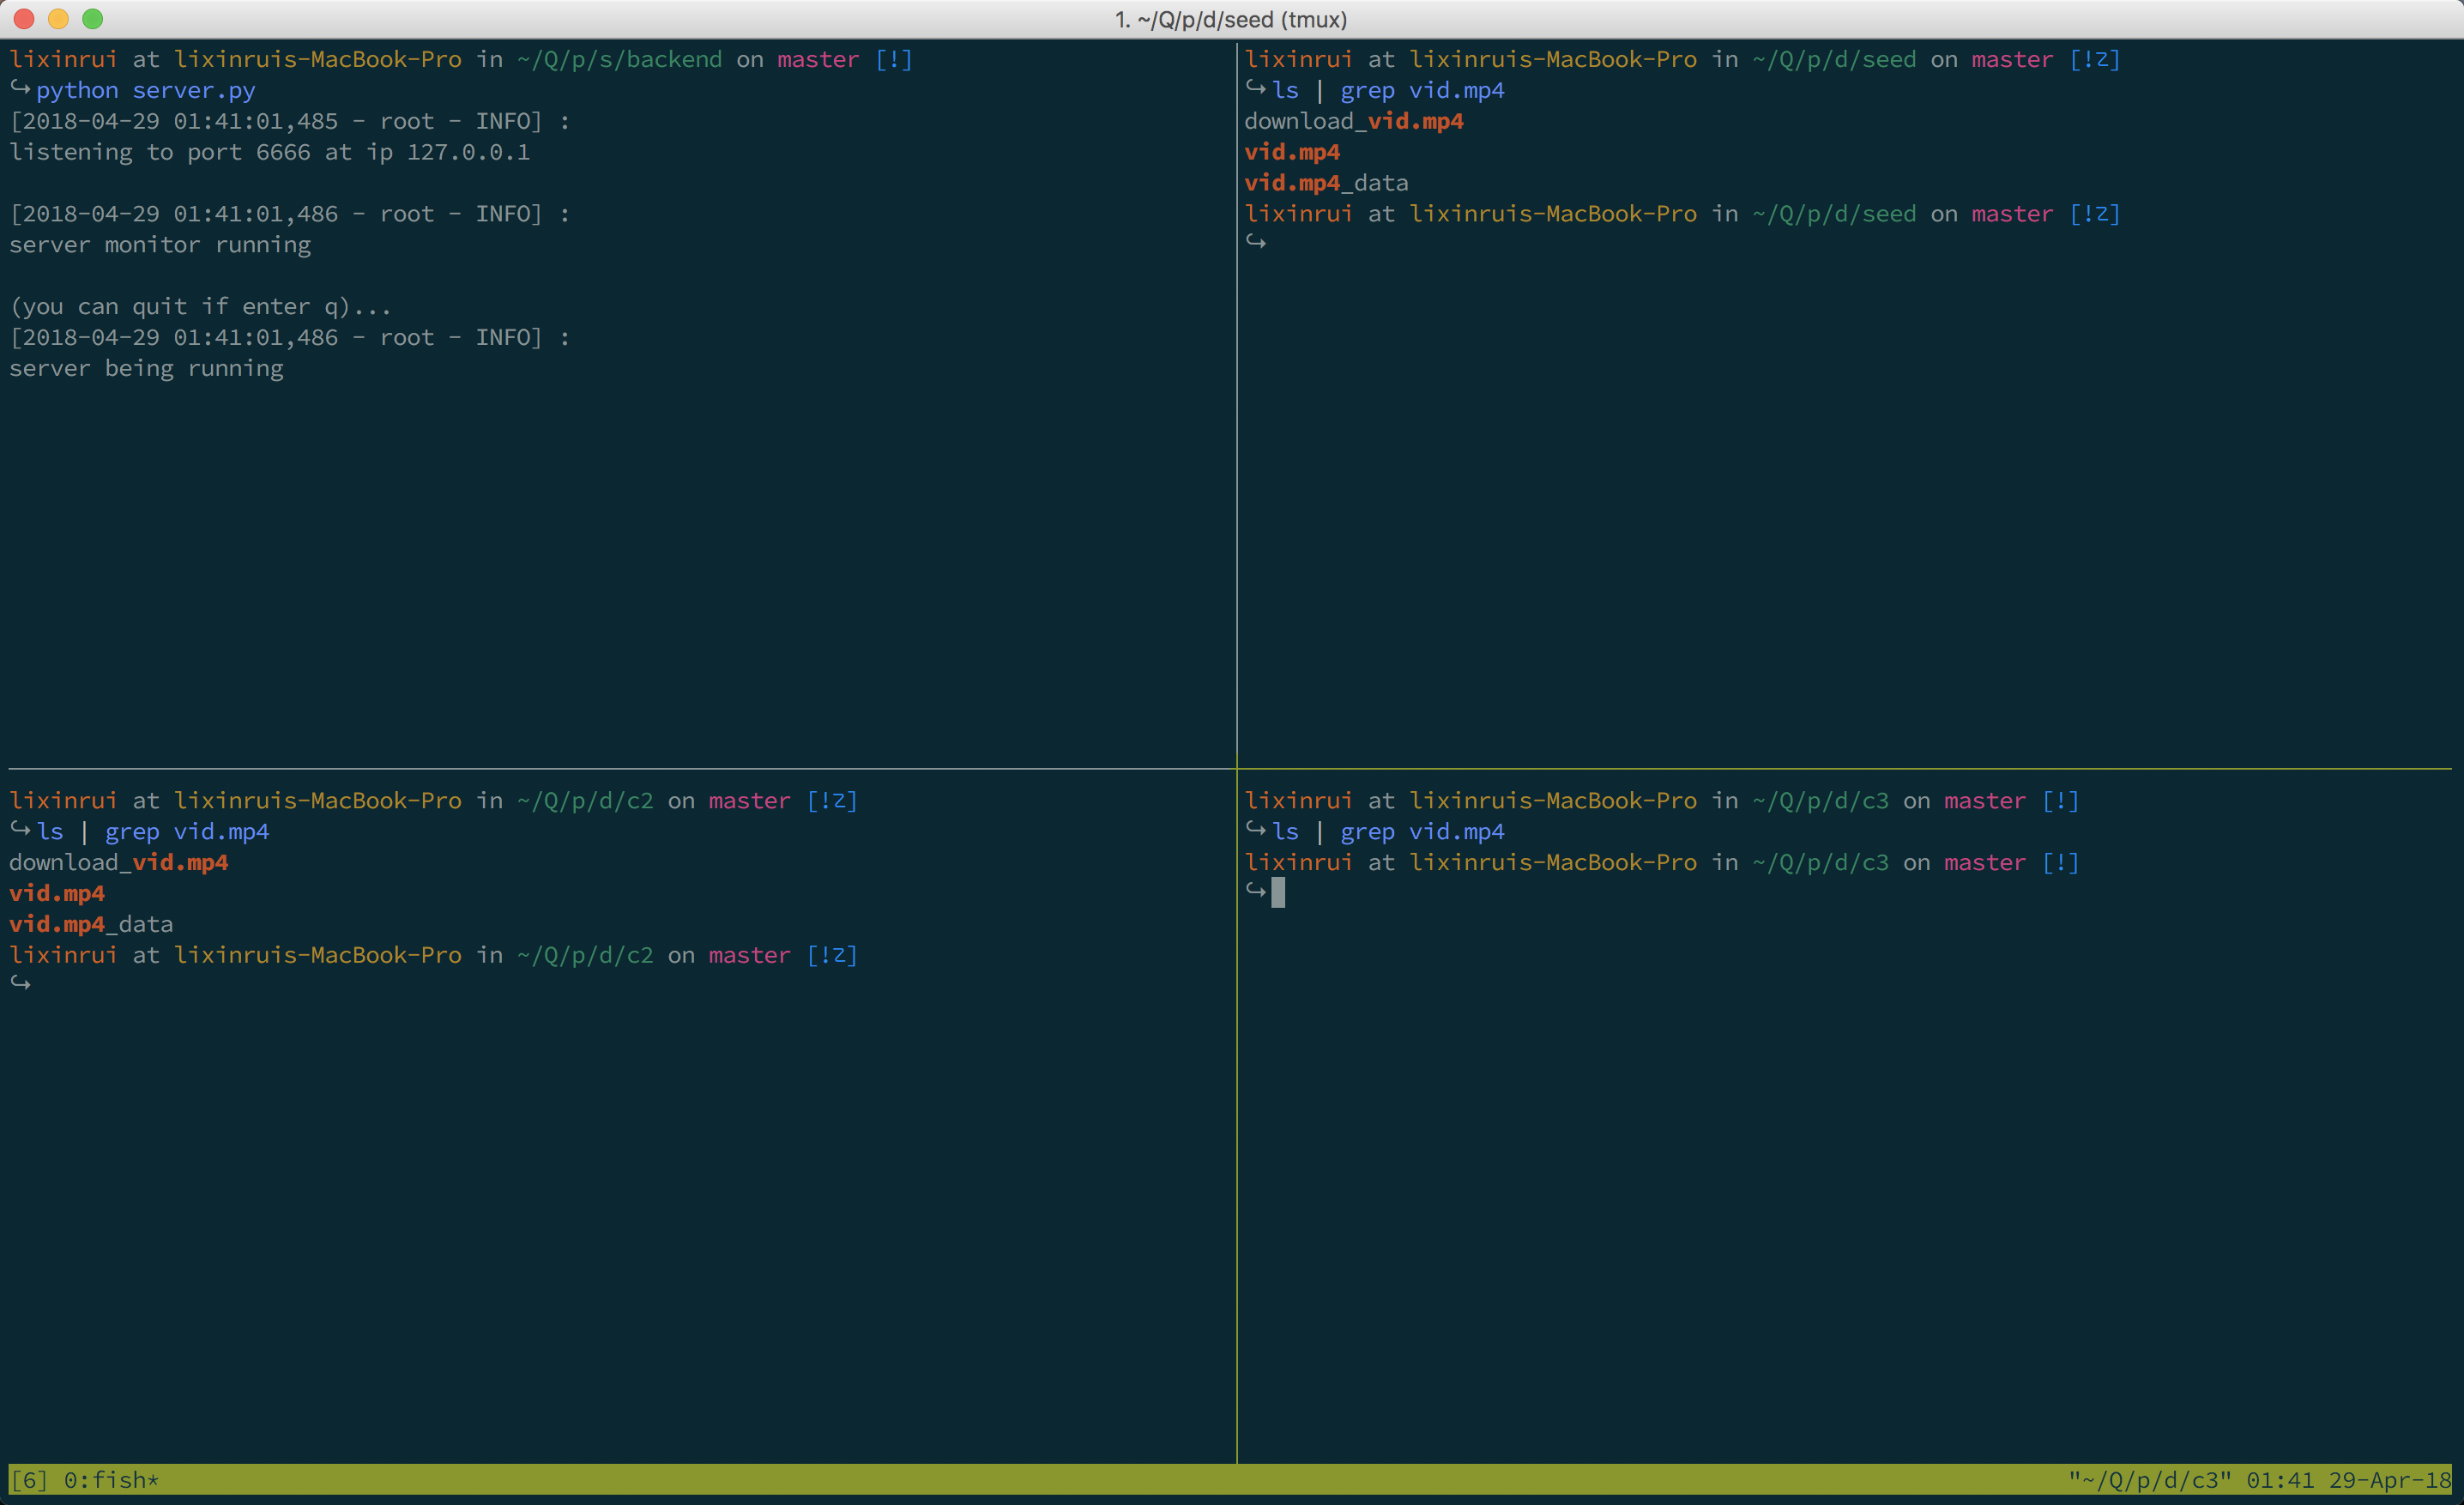 1. ~/Q/p/d/seed (tmux)
lixinrui at lixinruis-MacBook-Pro in ~/Q/p/s/backend on master [!]
↪ python server.py
[2018-04-29 01:41:01,485 - root - INFO] :
listening to port 6666 at ip 127.0.0.1
[2018-04-29 01:41:01,486 - root - INFO] :
server monitor running
(you can quit if enter q)...
[2018-04-29 01:41:01,486 - root - INFO] :
server being running
lixinrui at lixinruis-MacBook-Pro in ~/Q/p/d/seed on master [!z]
↪ ls | grep vid.mp4
download_vid.mp4
vid.mp4
vid.mp4_data
lixinrui at lixinruis-MacBook-Pro in ~/Q/p/d/seed on master [!z]
↪
lixinrui at lixinruis-MacBook-Pro in ~/Q/p/d/c2 on master [!z]
↪ ls | grep vid.mp4
download_vid.mp4
vid.mp4
vid.mp4_data
lixinrui at lixinruis-MacBook-Pro in ~/Q/p/d/c2 on master [!z]
↪
lixinrui at lixinruis-MacBook-Pro in ~/Q/p/d/c3 on master [!]
↪ ls | grep vid.mp4
lixinrui at lixinruis-MacBook-Pro in ~/Q/p/d/c3 on master [!]
↪
[6] 0:fish* "~/Q/p/d/c3" 01:41 29-Apr-18